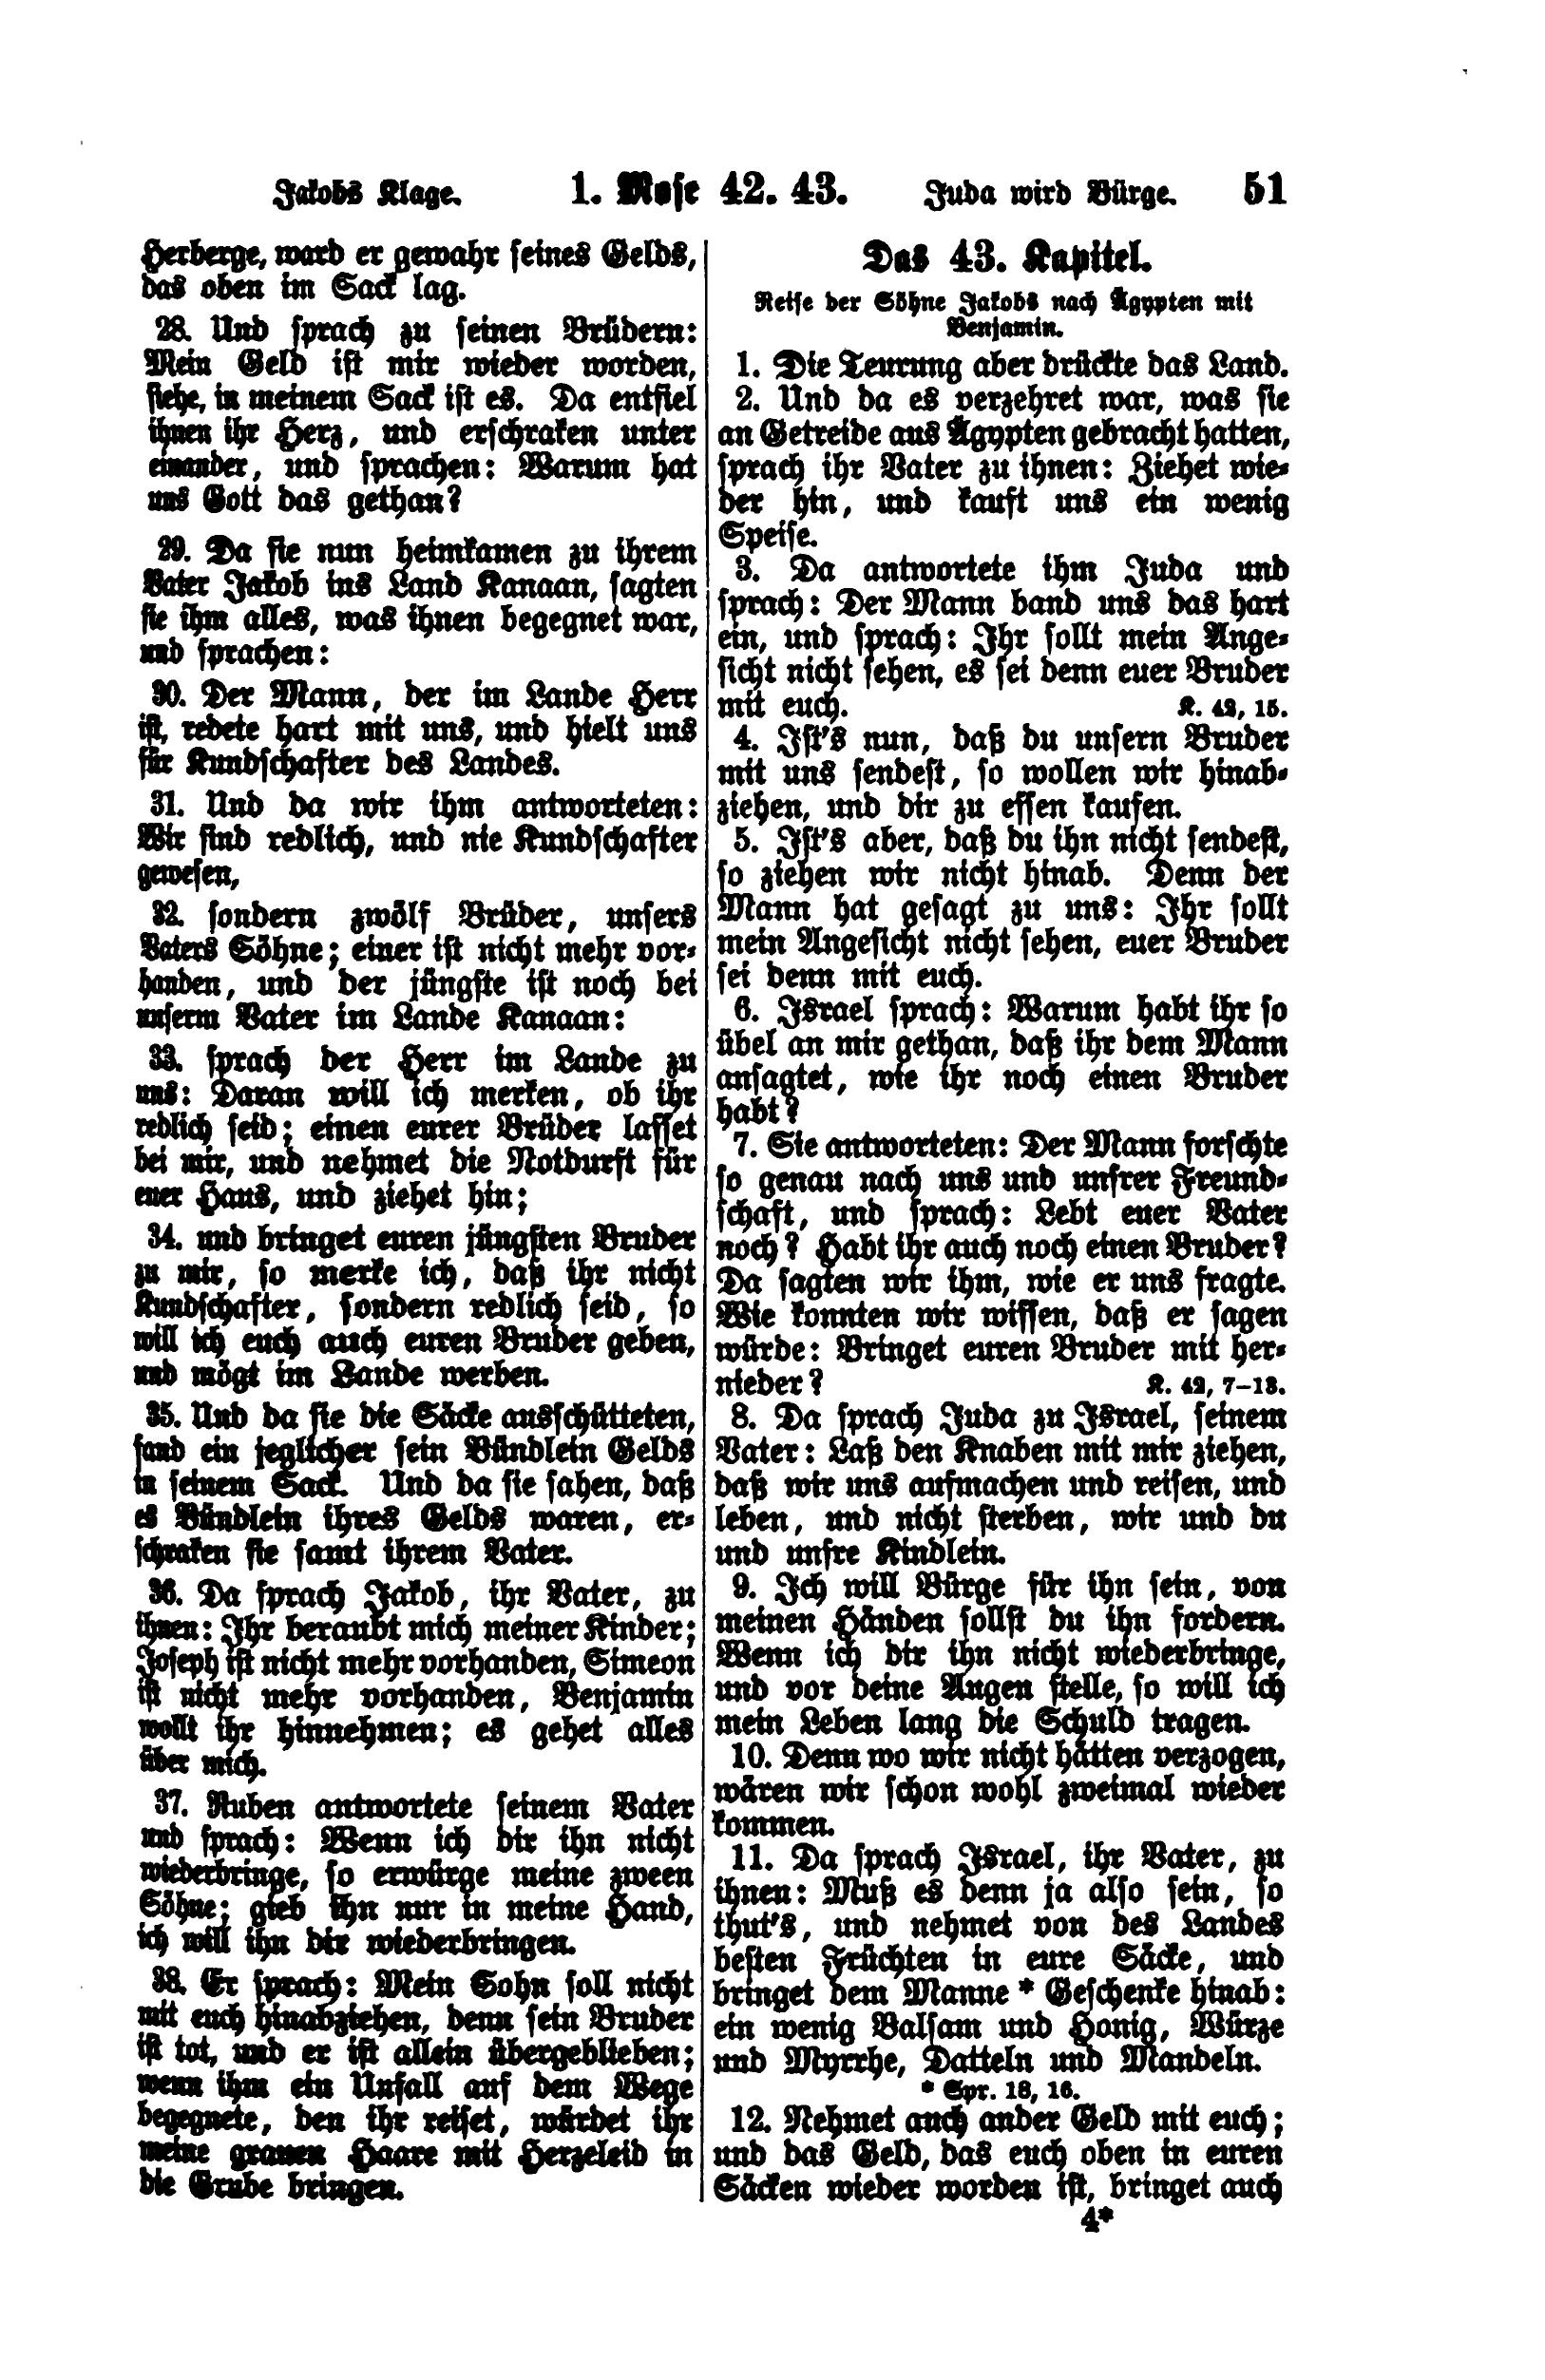 Jakobs Klage. 1. Mose 42. 43. Juda wird Bürge. 51
Herberge, ward er gewahr seines Gelds,
das oben im Sack lag.
28. Und sprach zu seinen Brüdern:
Mein Geld ist mir wieder worden,
siehe, in meinem Sack ist es. Da entfiel
ihnen ihr Herz, und erschraken unter
einander, und sprachen: Warum hat
uns Gott das gethan?
29. Da sie nun heimkamen zu ihrem
Vater Jakob ins Land Kanaan, sagten
sie ihm alles, was ihnen begegnet war,
und sprachen:
30. Der Mann, der im Lande Herr
ist, redete hart mit uns, und hielt uns
für Kundschafter des Landes.
31. Und da wir ihm antworteten:
Wir sind redlich, und nie Kundschafter
gewesen,
32. sondern zwölf Brüder, unsers
Vaters Söhne; einer ist nicht mehr vor-
handen, und der jüngste ist noch bei
unserm Vater im Lande Kanaan:
33. sprach der Herr im Lande zu
uns: Daran will ich merken, ob ihr
redlich seid; einen eurer Brüder lasset
bei mir, und nehmet die Notdurft für
euer Haus, und ziehet hin;
34. und bringet euren jüngsten Bruder
zu mir, so merke ich, daß ihr nicht
Kundschafter, sondern redlich seid, so
will ich euch auch euren Bruder geben,
und mögt im Lande werben.
35. Und da sie die Säcke ausschütteten,
fand ein jeglicher sein Bündlein Gelds
in seinem Sack. Und da sie sahen, daß
es Bündlein ihres Gelds waren, er-
schraken sie samt ihrem Vater.
36. Da sprach Jakob, ihr Vater, zu
ihnen: Ihr beraubt mich meiner Kinder;
Joseph ist nicht mehr vorhanden, Simeon
ist nicht mehr vorhanden, Benjamin
wollt ihr hinnehmen; es gehet alles
über mich.
37. Ruben antwortete seinem Vater
und sprach: Wenn ich dir ihn nicht
wiederbringe, so erwürge meine zween
Söhne; gieb ihn nur in meine Hand,
ich will ihn dir wiederbringen.
38. Er sprach: Mein Sohn soll nicht
mit euch hinabziehen, denn sein Bruder
ist tot, und er ist allein übergeblieben;
wenn ihm ein Unfall auf dem Wege
begegnete, den ihr reiset, würdet ihr
meine grauen Haare mit Herzeleid in
die Grube bringen.
Das 43. Kapitel.
Reise der Söhne Jakobs nach Ägypten mit
Benjamin.
1. Die Teurung aber drückte das Land.
2. Und da es verzehret war, was sie
an Getreide aus Ägypten gebracht hatten,
sprach ihr Vater zu ihnen: Ziehet wie-
der hin, und kauft uns ein wenig
Speise.
3. Da antwortete ihm Juda und
sprach: Der Mann band uns das hart
ein, und sprach: Ihr sollt mein Ange-
sicht nicht sehen, es sei denn euer Bruder
mit euch. K. 42, 15.
4. Ist's nun, daß du unsern Bruder
mit uns sendest, so wollen wir hinab-
ziehen, und dir zu essen kaufen.
5. Ist's aber, daß du ihn nicht sendest,
so ziehen wir nicht hinab. Denn der
Mann hat gesagt zu uns: Ihr sollt
mein Angesicht nicht sehen, euer Bruder
sei denn mit euch.
6. Israel sprach: Warum habt ihr so
übel an mir gethan, daß ihr dem Mann
ansagtet, wie ihr noch einen Bruder
habt?
7. Sie antworteten: Der Mann forschte
so genau nach uns und unsrer Freund-
schaft, und sprach: Lebt euer Vater
noch? Habt ihr auch noch einen Bruder?
Da sagten wir ihm, wie er uns fragte.
Wie konnten wir wissen, daß er sagen
würde: Bringet euren Bruder mit her-
nieder? K. 42, 7–13.
8. Da sprach Juda zu Israel, seinem
Vater: Laß den Knaben mit mir ziehen,
daß wir uns aufmachen und reisen, und
leben, und nicht sterben, wir und du
und unsre Kindlein.
9. Ich will Bürge für ihn sein, von
meinen Händen sollst du ihn fordern.
Wenn ich dir ihn nicht wiederbringe,
und vor deine Augen stelle, so will ich
mein Leben lang die Schuld tragen.
10. Denn wo wir nicht hätten verzogen,
wären wir schon wohl zweimal wieder
kommen.
11. Da sprach Israel, ihr Vater, zu
ihnen: Muß es denn ja also sein, so
thut's, und nehmet von des Landes
besten Früchten in eure Säcke, und
bringet dem Manne * Geschenke hinab:
ein wenig Balsam und Honig, Würze
und Myrrhe, Datteln und Mandeln.
* Spr. 18, 16.
12. Nehmet auch ander Geld mit euch;
und das Geld, das euch oben in euren
Säcken wieder worden ist, bringet auch
4*